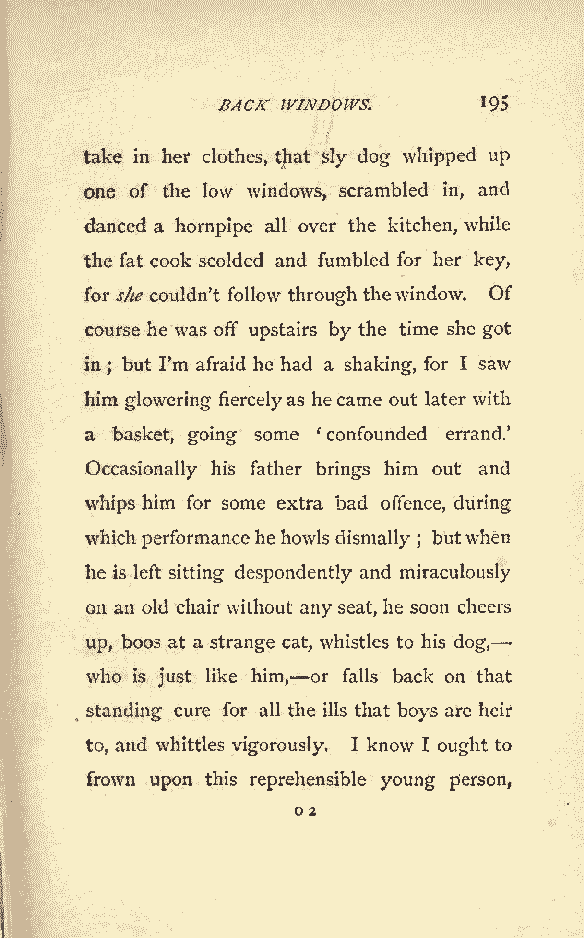 BACK WINDOWS. 195
take in her clothes, that sly dog whipped up
one of the low windows, scrambled in, and
danced a hornpipe all over the kitchen, while
the fat cook scolded and fumbled for her key,
for she couldn't follow through the window. Of
course he was off upstairs by the time she got
in; but I'm afraid he had a shaking, for I saw
him glowering fiercely as he came out later with
a basket, going some ‘confounded errand.’
Occasionally his father brings him out and
whips him for some extra bad offence, during
which performance he howls dismally; but when
he is left sitting despondently and miraculously
on an old chair without any seat, he soon cheers
up, boos at a strange cat, whistles to his dog,—
who is just like him,—or falls back on that
standing cure for all the ills that boys are heir
to, and whittles vigorously. I know I ought to
frown upon this reprehensible young person,
O 2